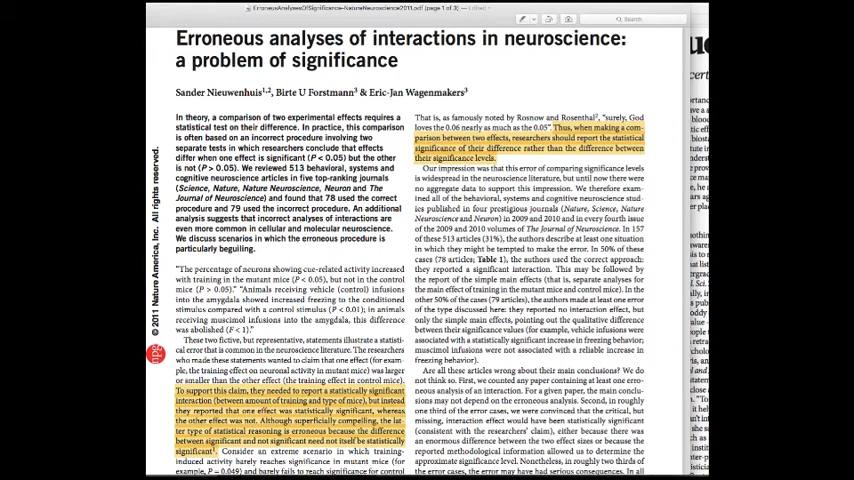 ErroneousAnalysesOfSignificance-NatureNeuroscience2011.pdf (page 1 of 3) — Edited
Search
Erroneous analyses of interactions in neuroscience:
a problem of significance
Sander Nieuwenhuis1,2, Birte U Forstmann3 & Eric-Jan Wagenmakers3
In theory, a comparison of two experimental effects requires a
statistical test on their difference. In practice, this comparison
is often based on an incorrect procedure involving two
separate tests in which researchers conclude that effects
differ when one effect is significant (P < 0.05) but the other
is not (P > 0.05). We reviewed 513 behavioral, systems and
cognitive neuroscience articles in five top-ranking journals
(Science, Nature, Nature Neuroscience, Neuron and The
Journal of Neuroscience) and found that 78 used the correct
procedure and 79 used the incorrect procedure. An additional
analysis suggests that incorrect analyses of interactions are
even more common in cellular and molecular neuroscience.
We discuss scenarios in which the erroneous procedure is
particularly beguiling.
“The percentage of neurons showing cue-related activity increased
with training in the mutant mice (P < 0.05), but not in the control
mice (P > 0.05).” “Animals receiving vehicle (control) infusions
into the amygdala showed increased freezing to the conditioned
stimulus compared with a control stimulus (P < 0.01); in animals
receiving muscimol infusions into the amygdala, this difference
was abolished (F < 1).”
These two fictive, but representative, statements illustrate a statisti-
cal error that is common in the neuroscience literature. The researchers
who made these statements wanted to claim that one effect (for exam-
ple, the training effect on neuronal activity in mutant mice) was larger
or smaller than the other effect (the training effect in control mice).
To support this claim, they needed to report a statistically significant
interaction (between amount of training and type of mice), but instead
they reported that one effect was statistically significant, whereas
the other effect was not. Although superficially compelling, the lat-
ter type of statistical reasoning is erroneous because the difference
between significant and not significant need not itself be statistically
significant1. Consider an extreme scenario in which training-
induced activity barely reaches significance in mutant mice (for
example, P = 0.049) and barely fails to reach significance for control
That is, as famously noted by Rosnow and Rosenthal2, “surely, God
loves the 0.06 nearly as much as the 0.05”. Thus, when making a com-
parison between two effects, researchers should report the statistical
significance of their difference rather than the difference between
their significance levels.
Our impression was that this error of comparing significance levels
is widespread in the neuroscience literature, but until now there were
no aggregate data to support this impression. We therefore exam-
ined all of the behavioral, systems and cognitive neuroscience stud-
ies published in four prestigious journals (Nature, Science, Nature
Neuroscience and Neuron) in 2009 and 2010 and in every fourth issue
of the 2009 and 2010 volumes of The Journal of Neuroscience. In 157
of these 513 articles (31%), the authors describe at least one situation
in which they might be tempted to make the error. In 50% of these
cases (78 articles; Table 1), the authors used the correct approach:
they reported a significant interaction. This may be followed by
the report of the simple main effects (that is, separate analyses for
the main effect of training in the mutant mice and control mice). In the
other 50% of the cases (79 articles), the authors made at least one error
of the type discussed here: they reported no interaction effect, but
only the simple main effects, pointing out the qualitative difference
between their significance values (for example, vehicle infusions were
associated with a statistically significant increase in freezing behavior;
muscimol infusions were not associated with a reliable increase in
freezing behavior).
Are all these articles wrong about their main conclusions? We do
not think so. First, we counted any paper containing at least one erro-
neous analysis of an interaction. For a given paper, the main conclu-
sions may not depend on the erroneous analysis. Second, in roughly
one third of the error cases, we were convinced that the critical, but
missing, interaction effect would have been statistically significant
(consistent with the researchers’ claim), either because there was
an enormous difference between the two effect sizes or because the
reported methodological information allowed us to determine the
approximate significance level. Nonetheless, in roughly two thirds of
the error cases, the error may have had serious consequences. In all
© 2011 Nature America, Inc. All rights reserved.
npg